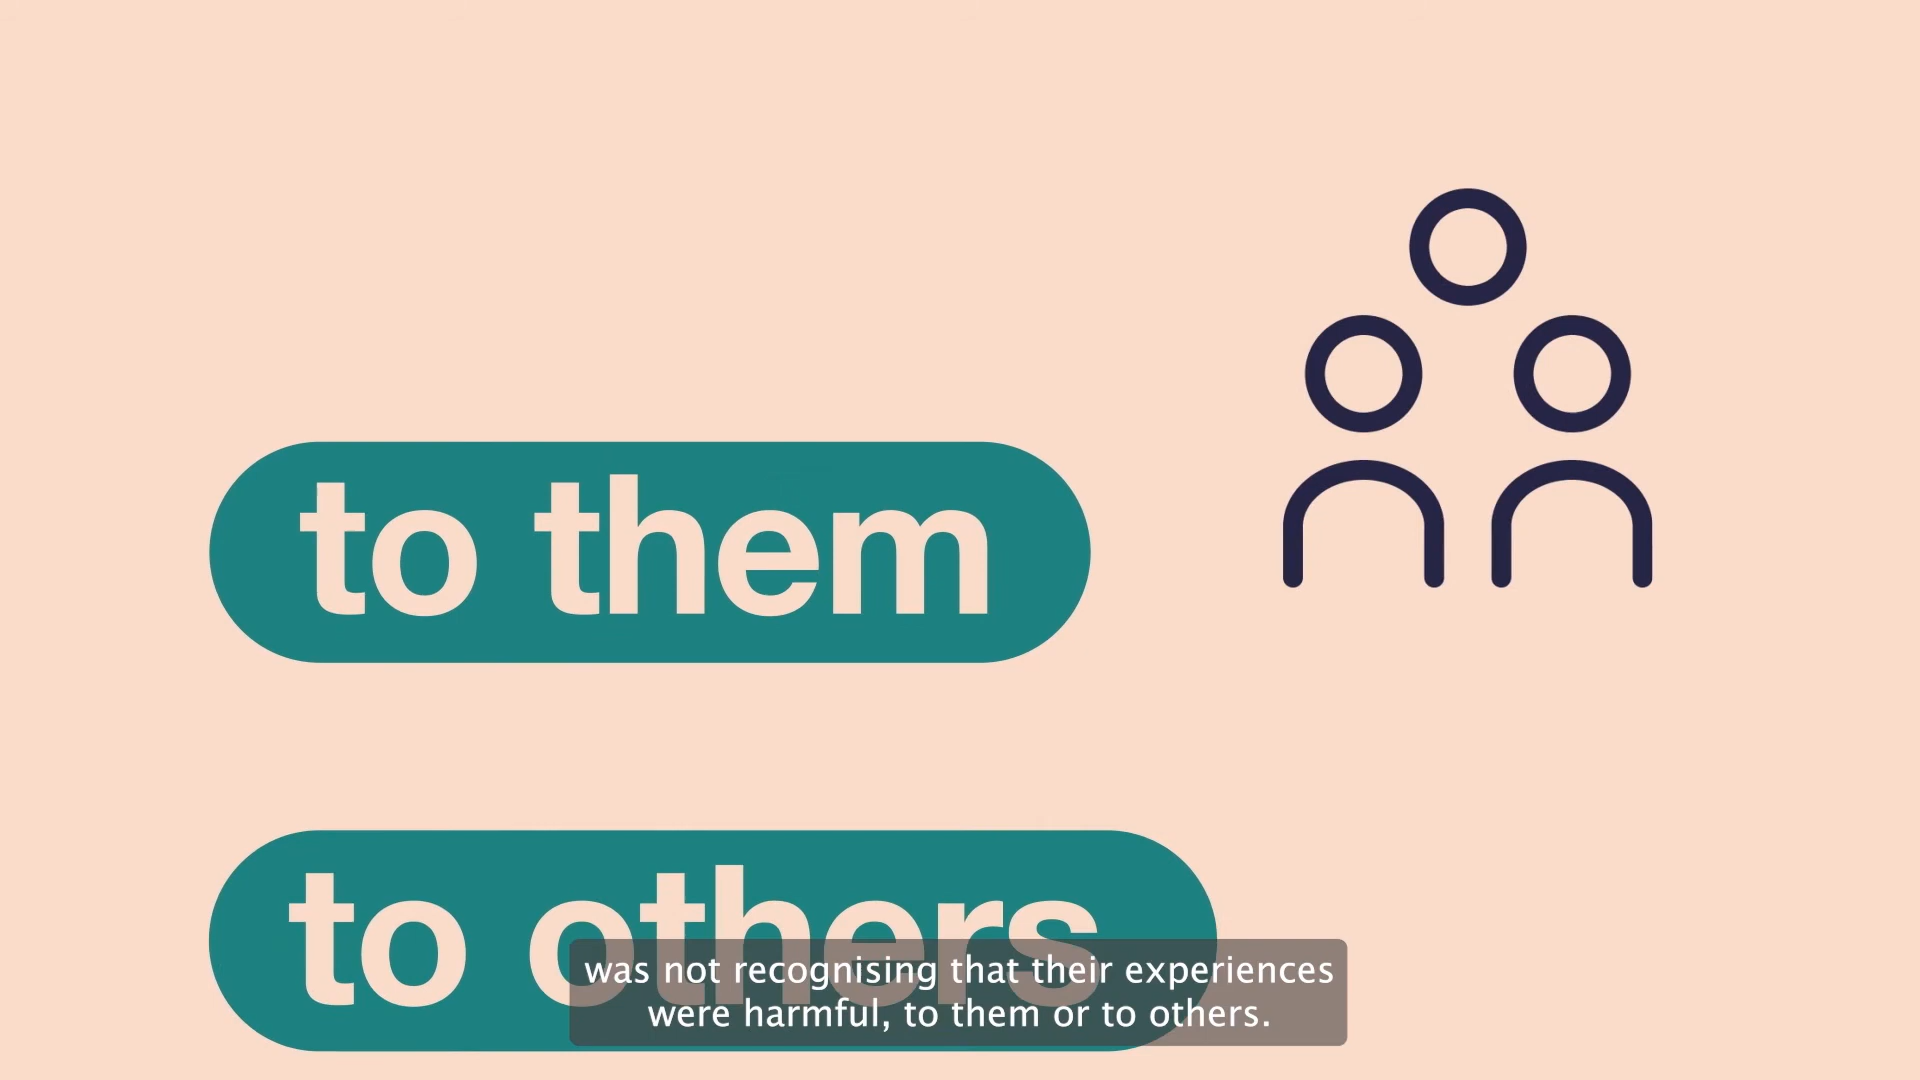 to them
to others
was not recognising that their experiences
were harmful, to them or to others.